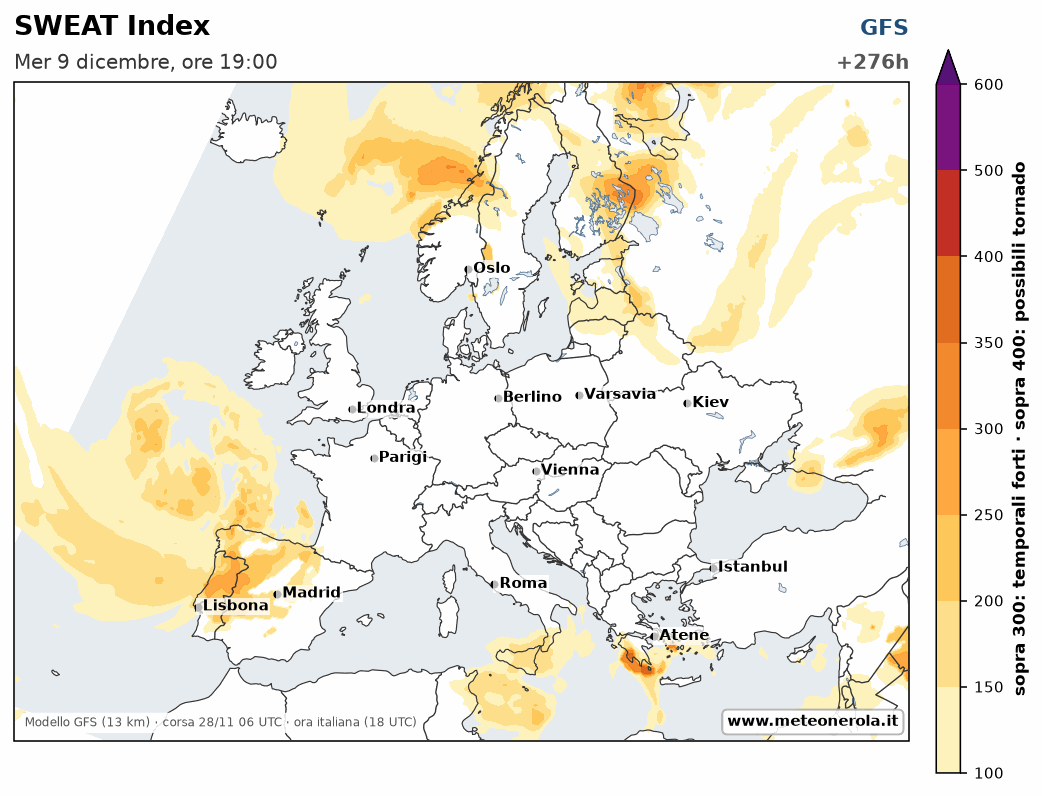 SWEAT Index
GFS
Mer 9 dicembre, ore 19:00
+276h
600
500
400
350
300
250
200
150
100
sopra 300: temporali forti · sopra 400: possibili tornado
Oslo
Berlino
Varsavia
Kiev
Londra
Parigi
Vienna
Istanbul
Roma
Madrid
Lisbona
Atene
Modello GFS (13 km) · corsa 28/11 06 UTC · ora italiana (18 UTC)
www.meteonerola.it